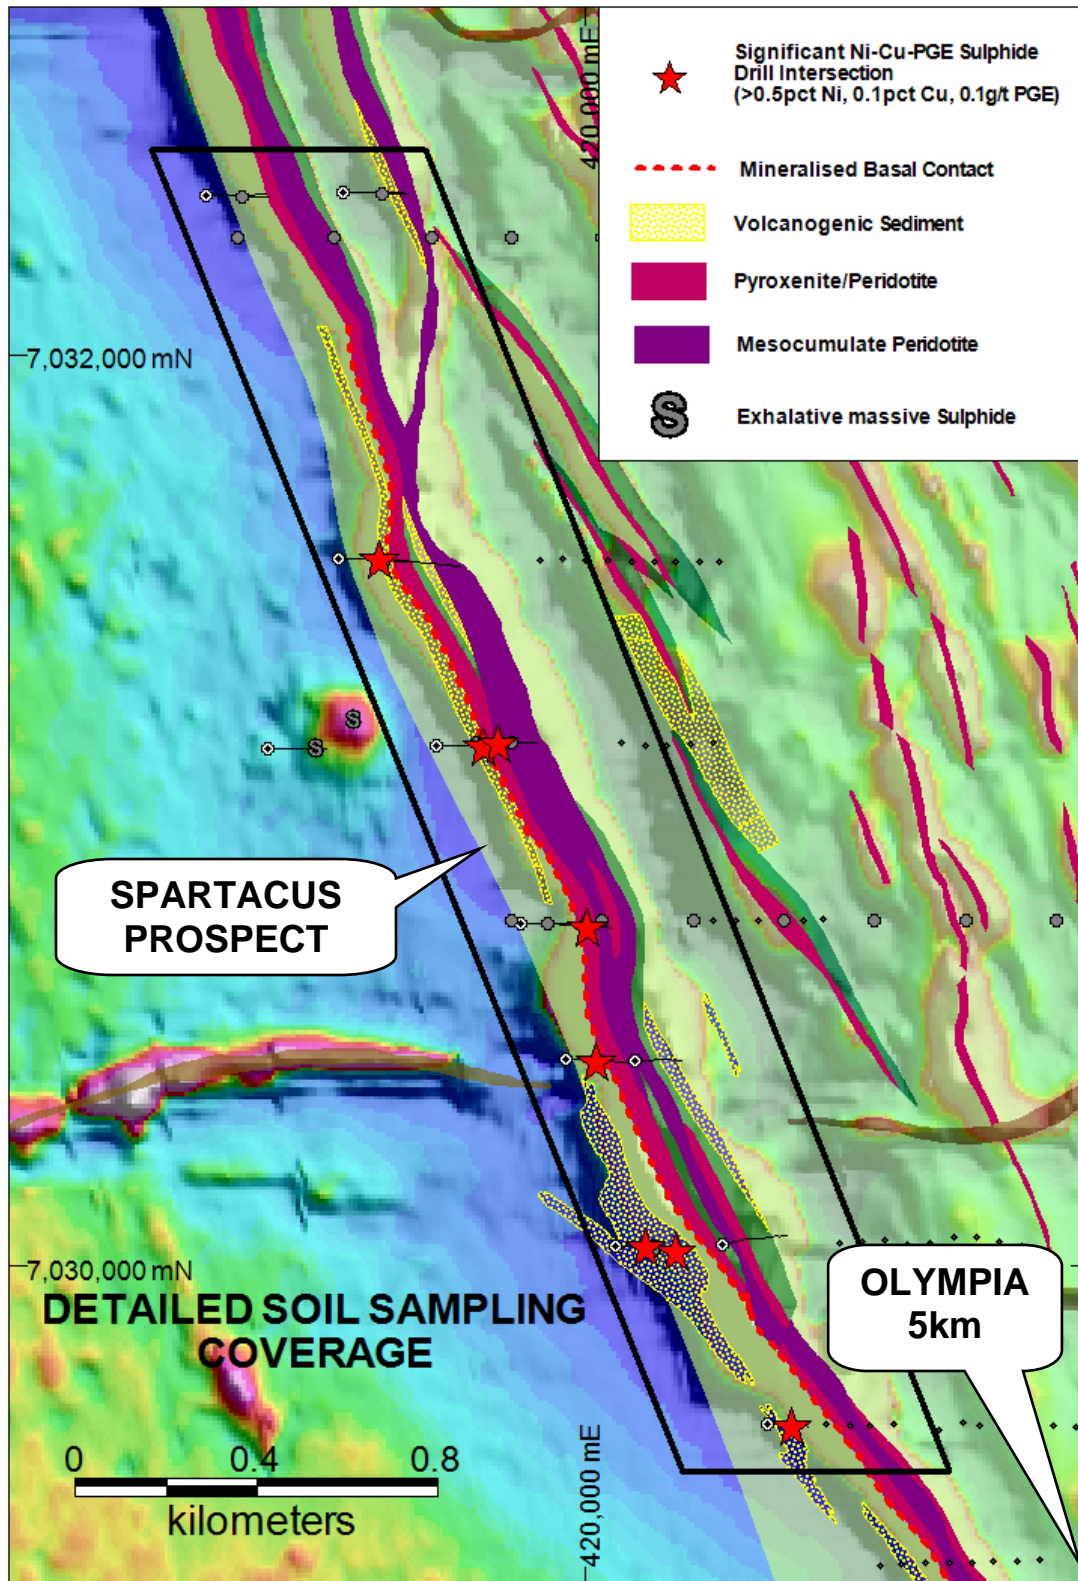 420,000 mE
Significant Ni-Cu-PGE Sulphide
Drill Intersection
(>0.5pct Ni, 0.1pct Cu, 0.1g/t PGE)
Mineralised Basal Contact
Volcanogenic Sediment
Pyroxenite/Peridotite
Mesocumulate Peridotite
S
Exhalative massive Sulphide
7,032,000 mN
S
S
SPARTACUS
PROSPECT
7,030,000 mN
DETAILED SOIL SAMPLING
COVERAGE
OLYMPIA
5km
0 0.4 0.8
kilometers
420,000 mE